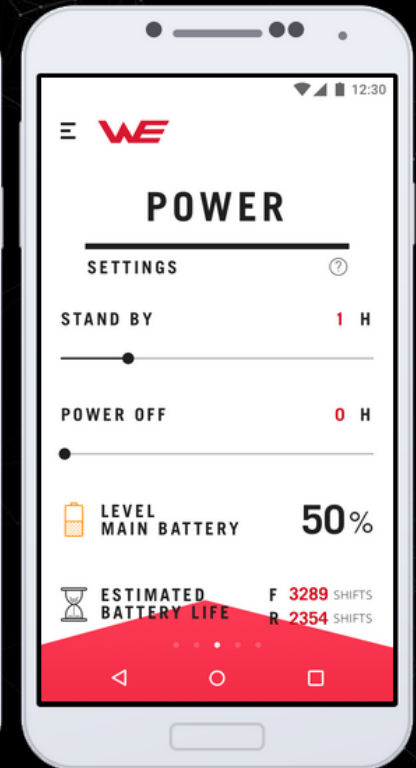 12:30
WE
POWER
SETTINGS ?
STAND BY 1 H
POWER OFF 0 H
LEVEL
MAIN BATTERY 50%
ESTIMATED F 3289 SHIFTS
BATTERY LIFE R 2354 SHIFTS